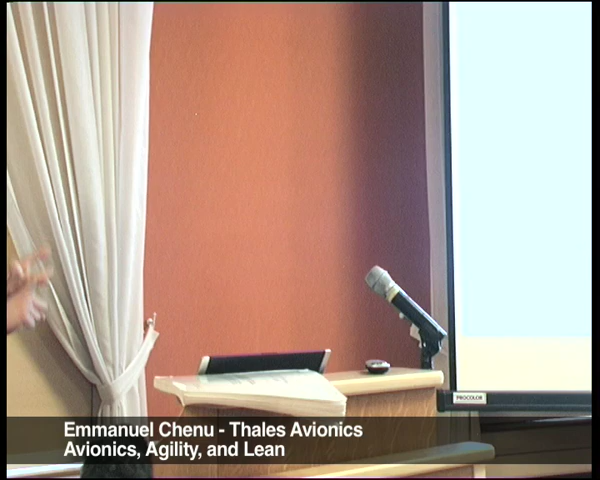 PROCOLOR
Emmanuel Chenu - Thales Avionics
Avionics, Agility, and Lean